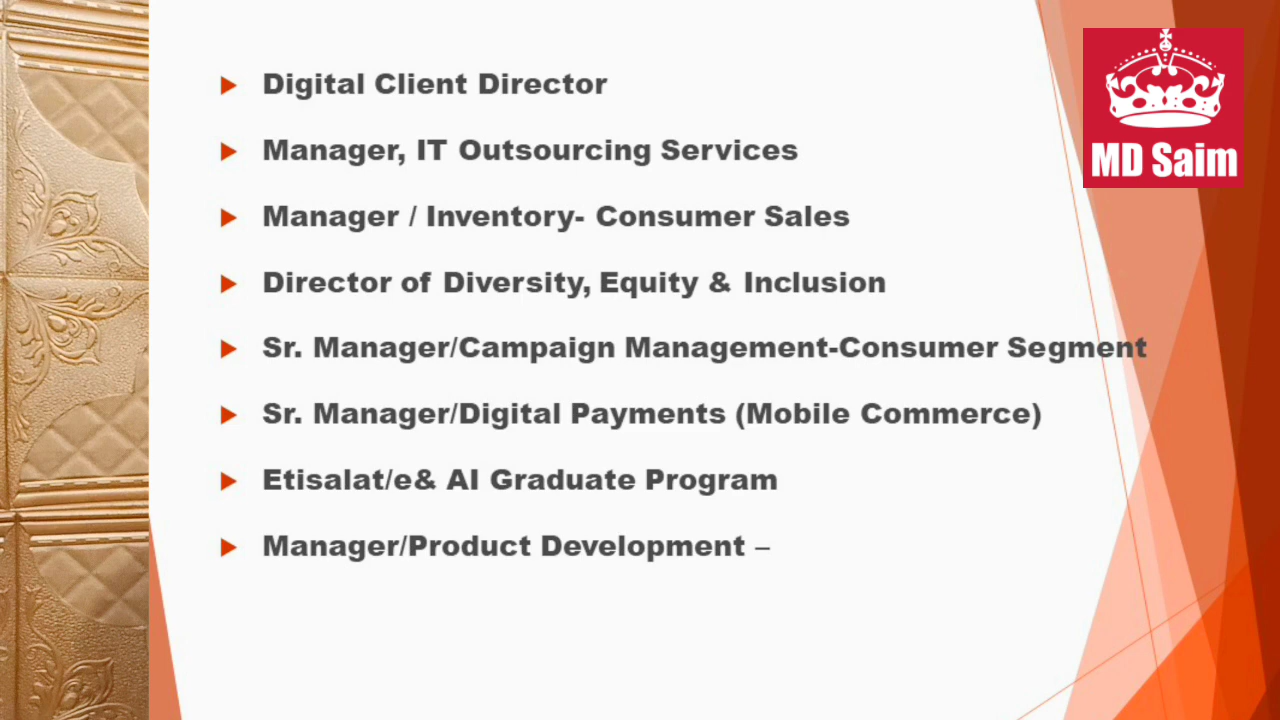 Digital Client Director
Manager, IT Outsourcing Services
Manager / Inventory- Consumer Sales
Director of Diversity, Equity & Inclusion
Sr. Manager/Campaign Management-Consumer Segment
Sr. Manager/Digital Payments (Mobile Commerce)
Etisalat/e& AI Graduate Program
Manager/Product Development –
MD Saim